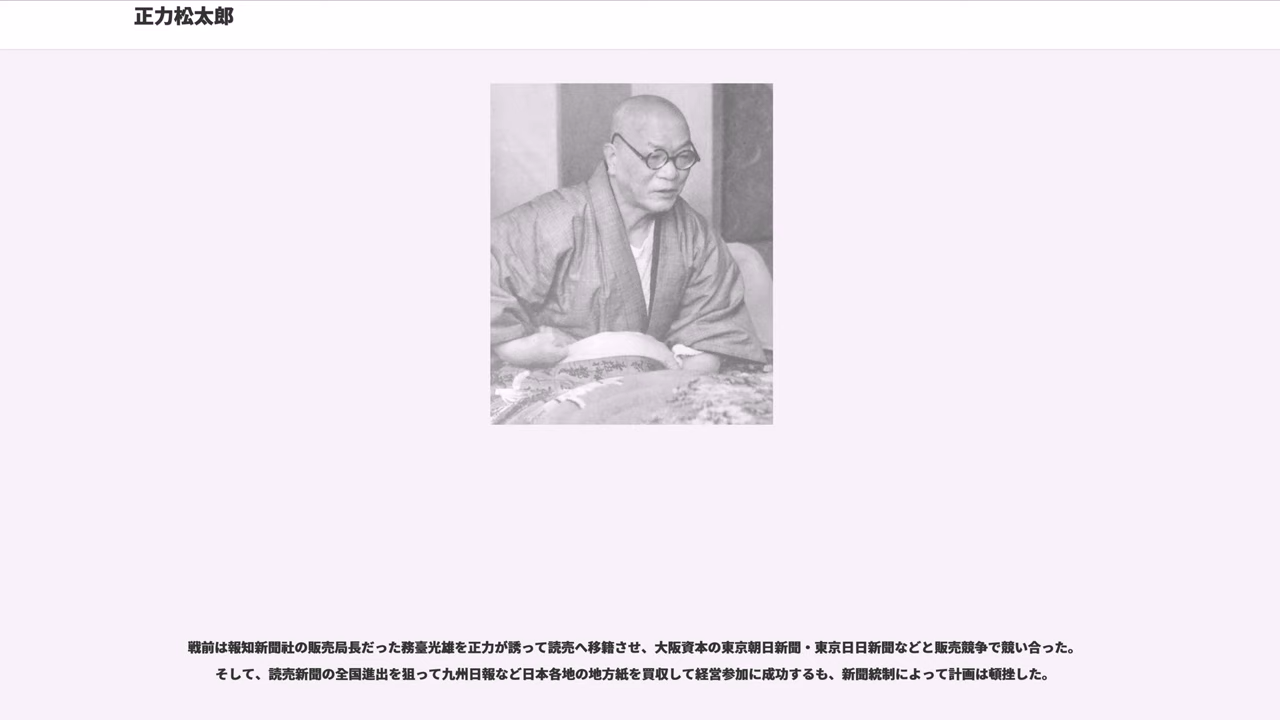 正力松太郎
戦前は報知新聞社の販売局長だった務臺光雄を正力が誘って読売へ移籍させ、大阪資本の東京朝日新聞・東京日日新聞などと販売競争で競い合った。
そして、読売新聞の全国進出を狙って九州日報など日本各地の地方紙を買収して経営参加に成功するも、新聞統制によって計画は頓挫した。